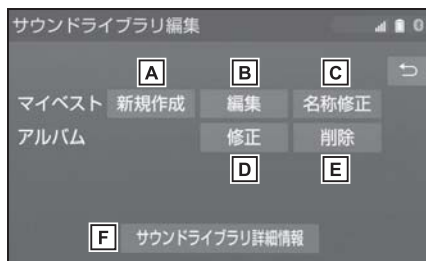 サウンドライブラリ編集
0
A B C
マイベスト 新規作成 編集 名称修正
アルバム 修正 削除
D E
F サウンドライブラリ詳細情報